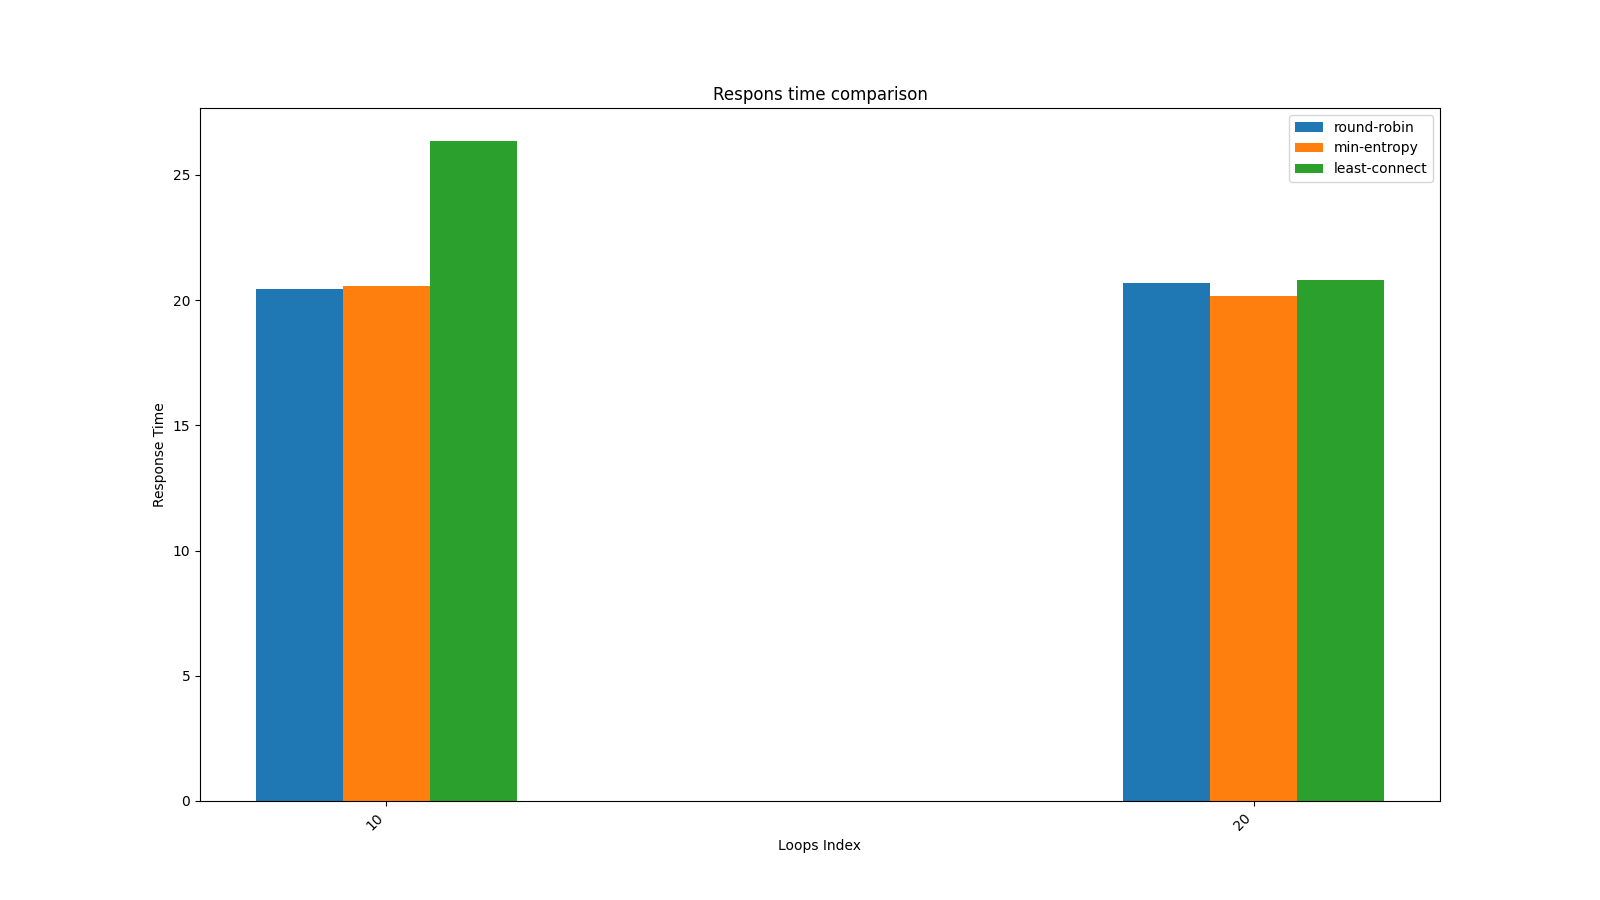 Respons time comparison
round-robin
min-entropy
least-connect
25
20
15
10
5
0
Response Time
10
20
Loops Index